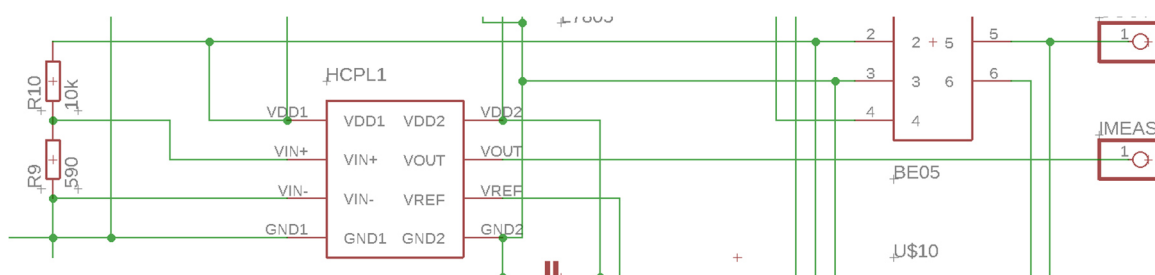 L7805
2
2
5
5
1
HCPL1
R10
10k
3
3
6
6
VDD1
VDD1
VDD2
VDD2
4
4
IMEAS
R9
590
VIN+
VIN+
VOUT
VOUT
1
BE05
VIN-
VIN-
VREF
VREF
GND1
GND1
GND2
GND2
U$10